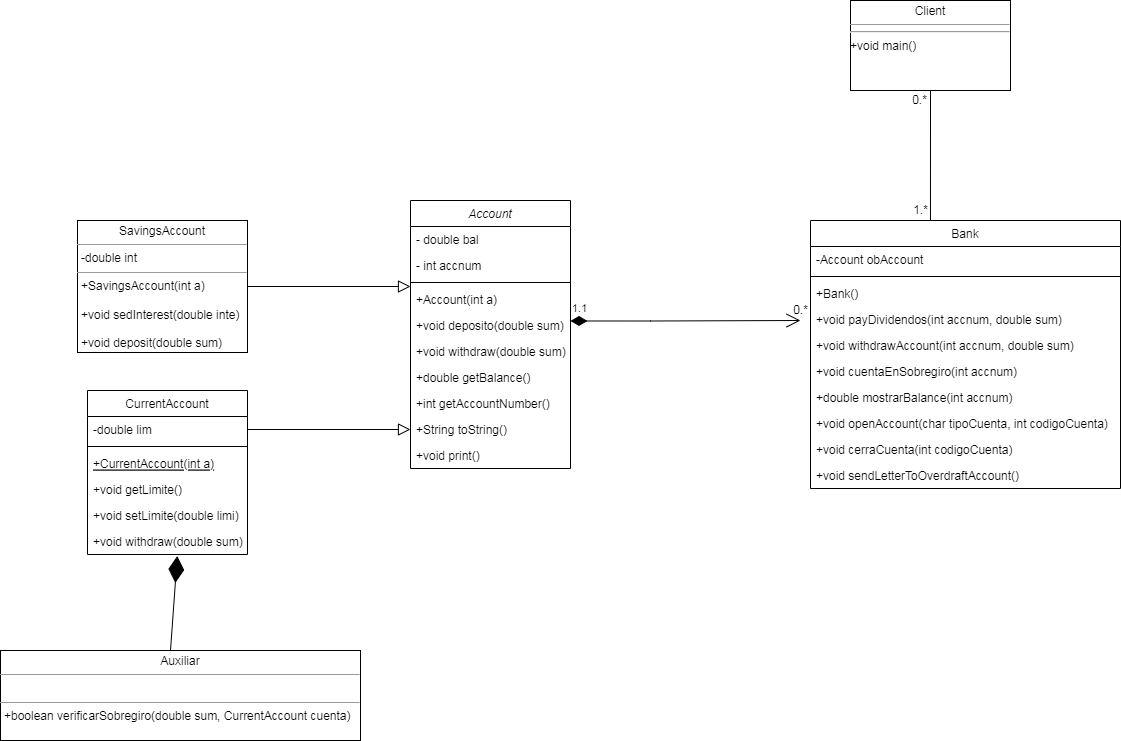 Client
+void main()
0.*
1.*
SavingsAccount
-double int
+SavingsAccount(int a)
+void sedInterest(double inte)
+void deposit(double sum)
CurrentAccount
-double lim
+CurrentAccount(int a)
+void getLimite()
+void setLimite(double limi)
+void withdraw(double sum)
Account
- double bal
- int accnum
+Account(int a)
+void deposito(double sum)
+void withdraw(double sum)
+double getBalance()
+int getAccountNumber()
+String toString()
+void print()
1.1
0.*
Bank
-Account obAccount
+Bank()
+void payDividendos(int accnum, double sum)
+void withdrawAccount(int accnum, double sum)
+void cuentaEnSobregiro(int accnum)
+double mostrarBalance(int accnum)
+void openAccount(char tipoCuenta, int codigoCuenta)
+void cerraCuenta(int codigoCuenta)
+void sendLetterToOverdraftAccount()
Auxiliar
+boolean verificarSobregiro(double sum, CurrentAccount cuenta)